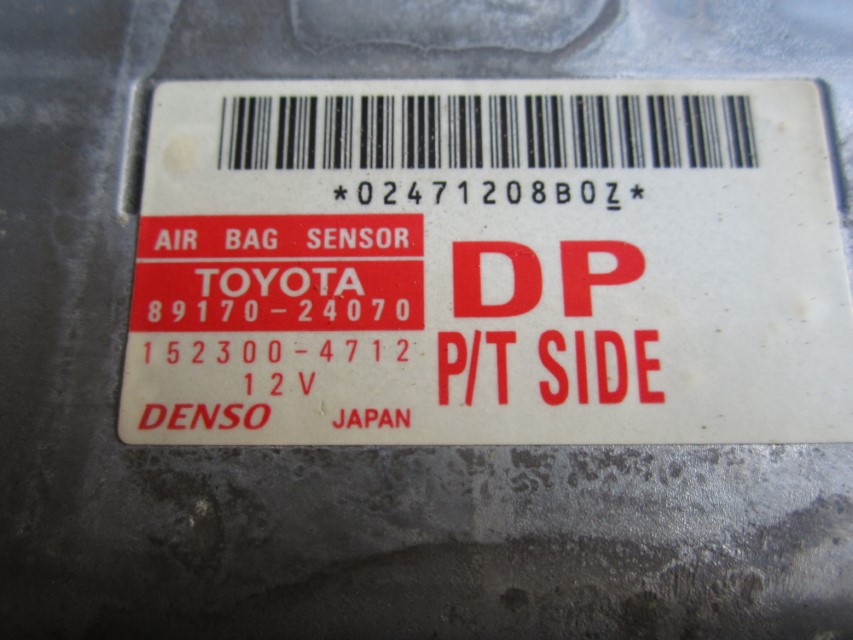 *02471208B0Z*
AIR BAG SENSOR
TOYOTA
89170-24070
152300-4712
12V
DENSO JAPAN
DP
P/T SIDE